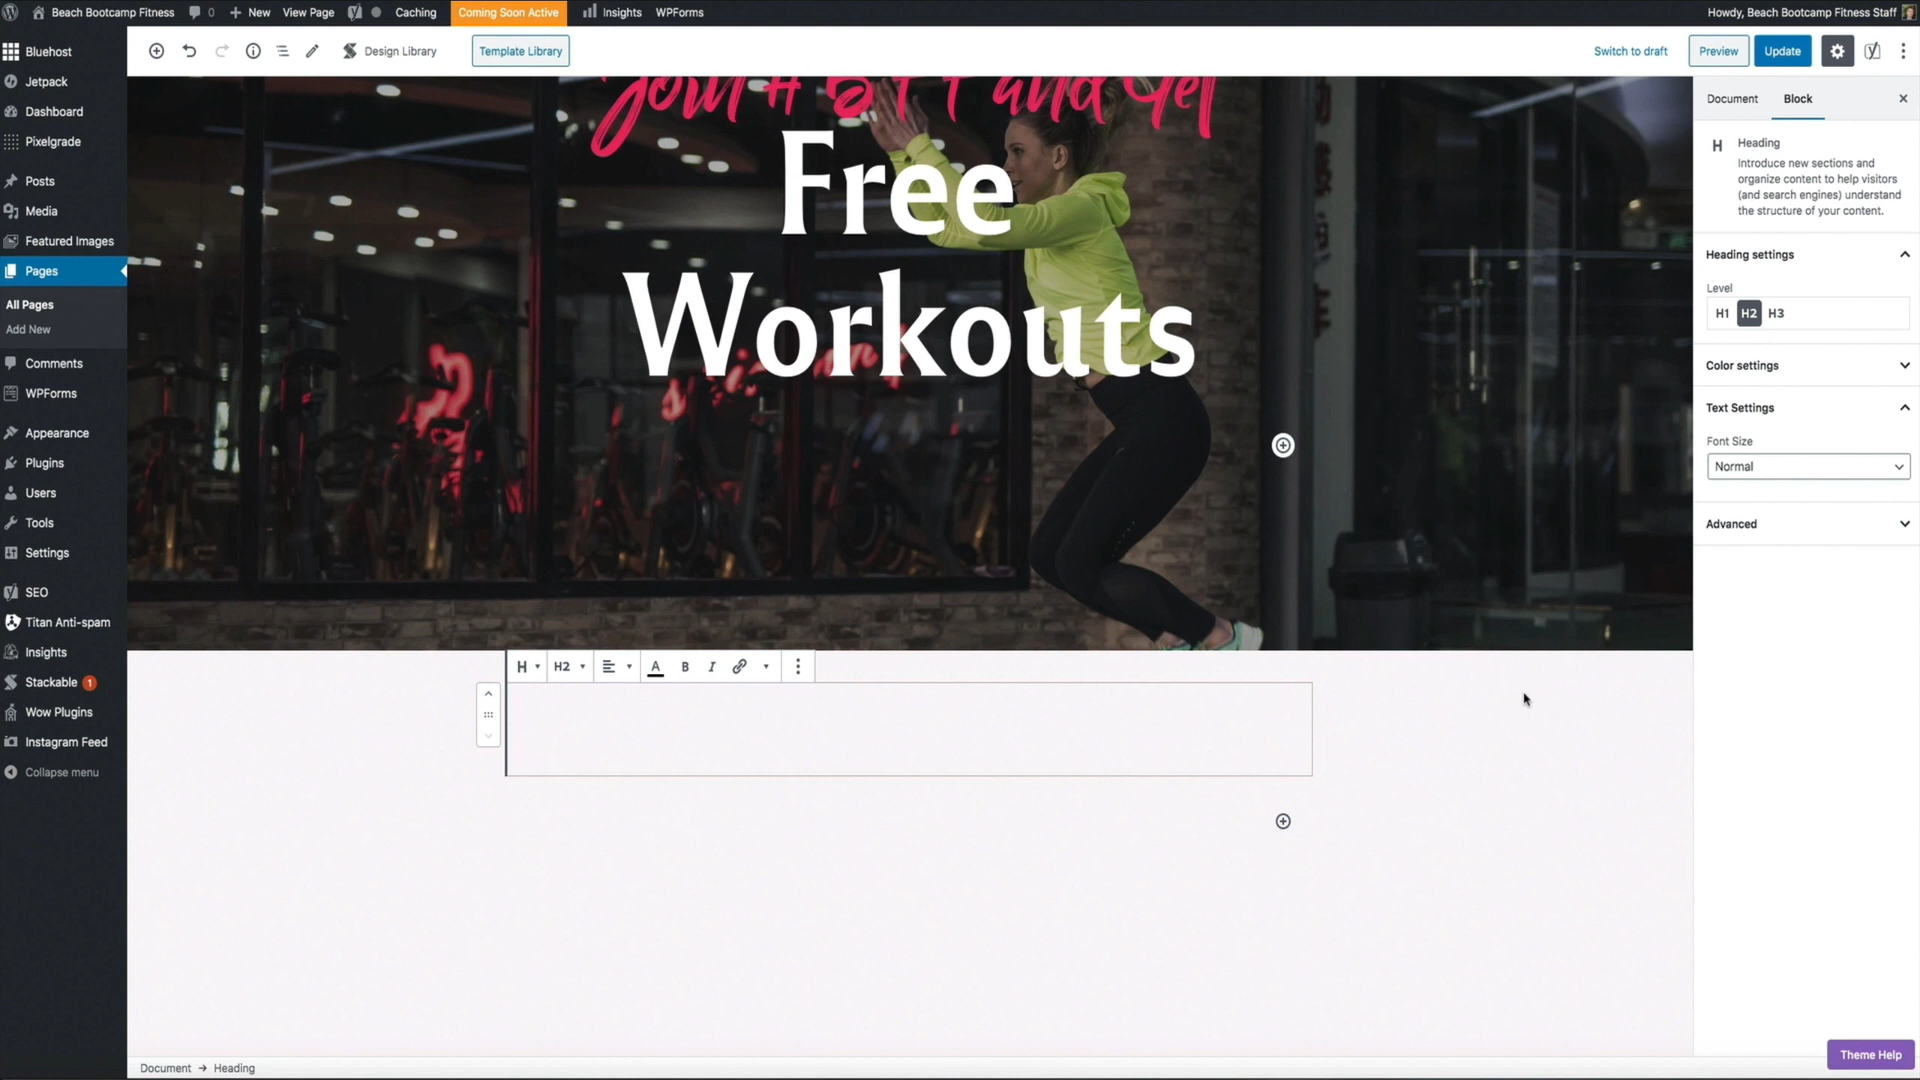 Beach Bootcamp Fitness 0 New View Page Caching Coming Soon Active Insights WPForms Howdy, Beach Bootcamp Fitness Staff
Bluehost
Jetpack
Dashboard
Pixelgrade
Posts
Media
Featured Images
Pages
All Pages
Add New
Comments
WPForms
Appearance
Plugins
Users
Tools
Settings
SEO
Titan Anti-spam
Insights
Stackable 1
Wow Plugins
Instagram Feed
Collapse menu
Design Library Template Library Switch to draft Preview Update
and Get
Free
Workouts
H H2 A B I
Document Block
H Heading
Introduce new sections and
organize content to help visitors
(and search engines) understand
the structure of your content.
Heading settings
Level
H1 H2 H3
Color settings
Text Settings
Font Size
Normal
Advanced
Theme Help
Document → Heading